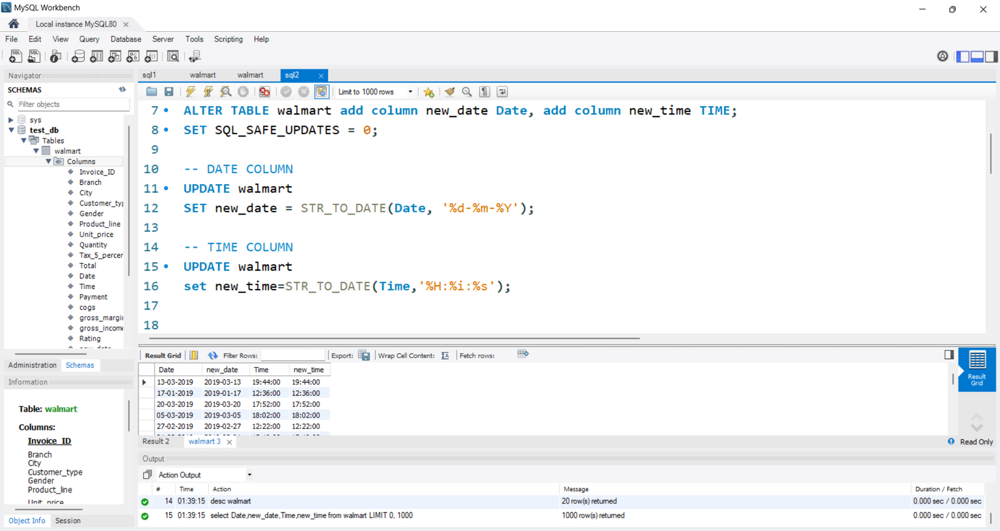 MySQL Workbench
Local instance MySQL80
File Edit View Query Database Server Tools Scripting Help
Navigator
SCHEMAS
Filter objects
sys
test_db
Tables
walmart
Columns
Invoice_ID
Branch
City
Customer_ty
Gender
Product_line
Unit_price
Quantity
Tax_5_percer
Total
Date
Time
Payment
cogs
gross_margi
gross_income
Rating
Administration Schemas
Information
Table: walmart
Columns:
Invoice_ID
Branch
City
Customer_type
Gender
Product_line
Unit_price
Object Info Session
sql1 walmart walmart sql2
Limit to 1000 rows
7 ALTER TABLE walmart add column new_date Date, add column new_time TIME;
8 SET SQL_SAFE_UPDATES = 0;
9
10 -- DATE COLUMN
11 UPDATE walmart
12 SET new_date = STR_TO_DATE(Date, '%d-%m-%Y');
13
14 -- TIME COLUMN
15 UPDATE walmart
16 set new_time=STR_TO_DATE(Time,'%H:%i:%s');
17
18
Result Grid Filter Rows: Export: Wrap Cell Content: Fetch rows:
Date new_date Time new_time
13-03-2019 2019-03-13 19:44:00 19:44:00
17-01-2019 2019-01-17 12:36:00 12:36:00
20-03-2019 2019-03-20 17:52:00 17:52:00
05-03-2019 2019-03-05 18:02:00 18:02:00
27-02-2019 2019-02-27 12:22:00 12:22:00
Result Grid
Result 2 walmart 3 Read Only
Output
Action Output
# Time Action Message Duration / Fetch
14 01:39:15 desc walmart 20 row(s) returned 0.000 sec / 0.000 sec
15 01:39:15 select Date,new_date,Time,new_time from walmart LIMIT 0, 1000 1000 row(s) returned 0.000 sec / 0.000 sec